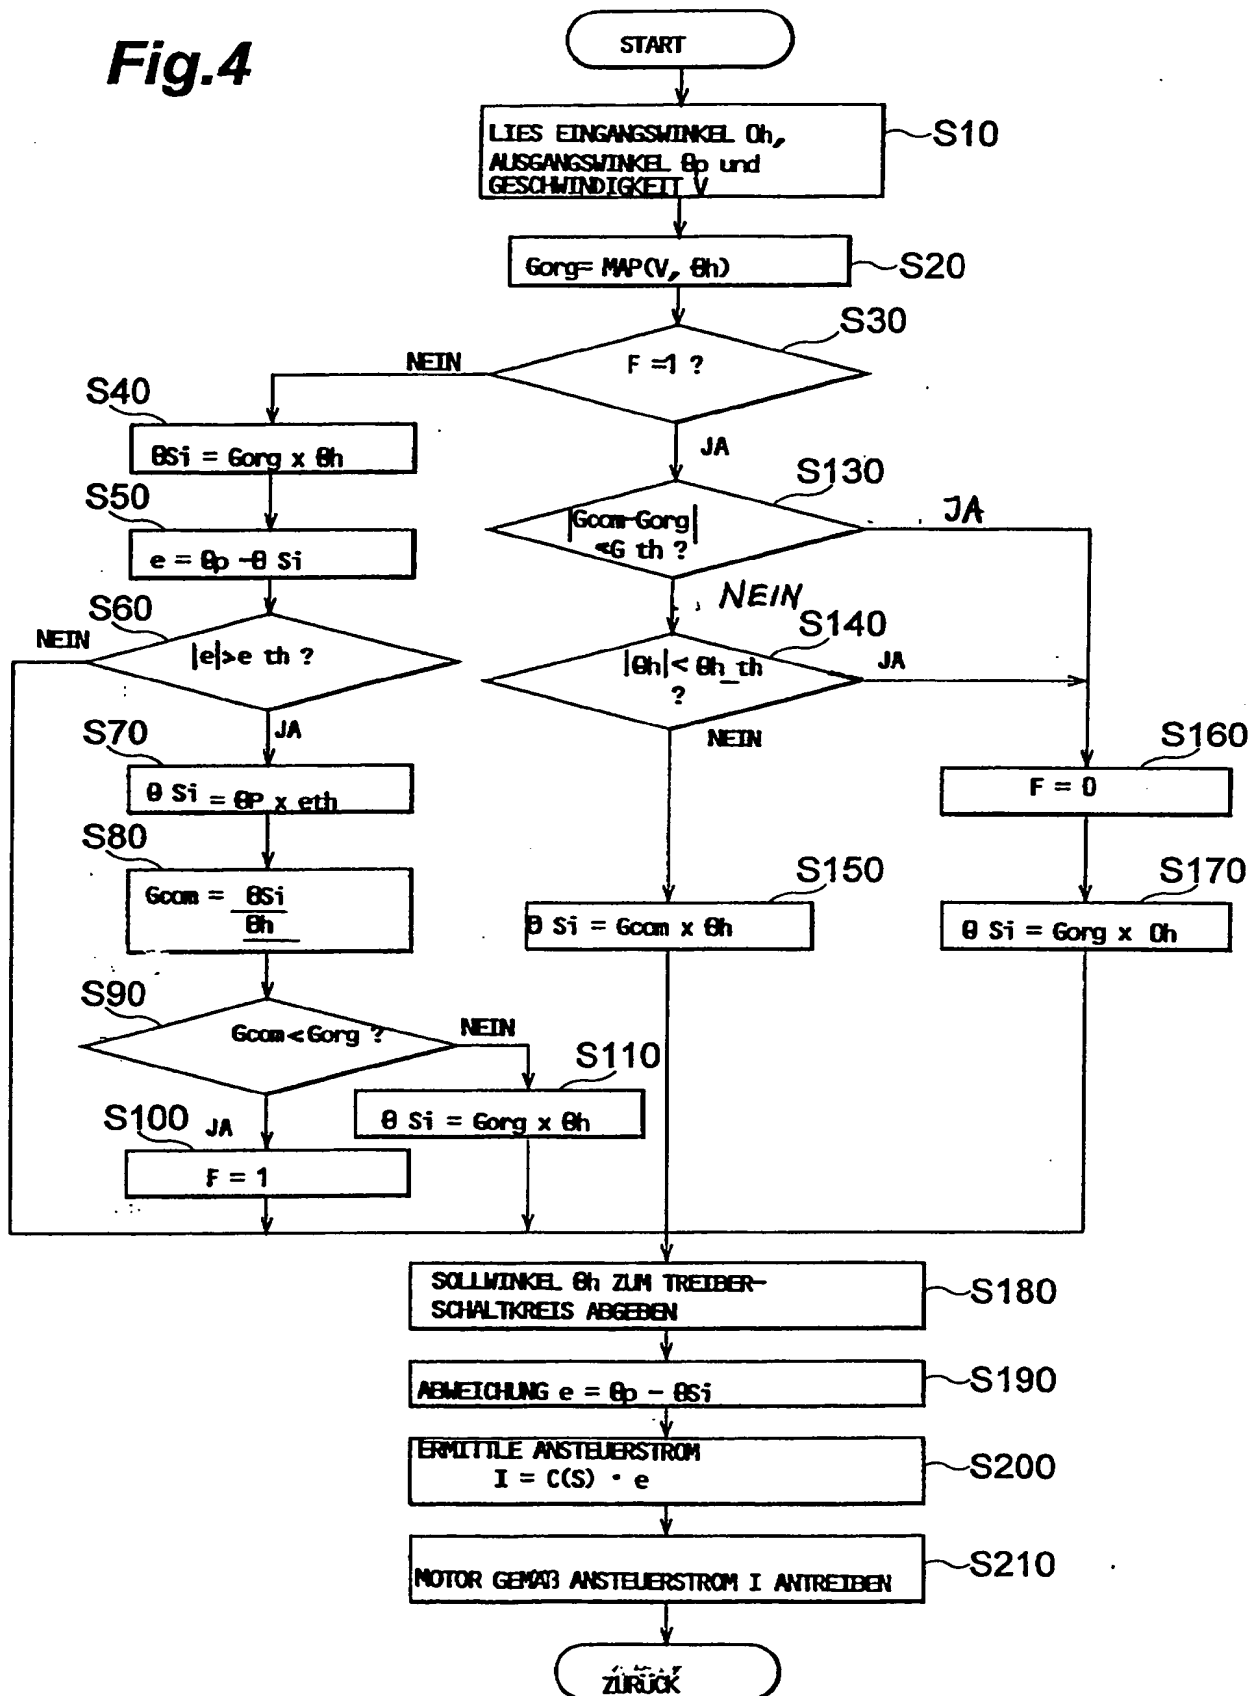 Fig.4
START
LIES EINGANGSWINKEL θh,
AUSGANGSWINKEL θp und
GESCHWINDIGKEIT V
S10
Gorg= MAP(V, θh)
S20
F =1 ?
S30
NEIN
JA
S40
θSi = Gorg x θh
S50
e = θp -θ Si
S60
NEIN
|e|>e th ?
JA
S70
θ Si = θP x eth
S80
Gcom = θSi
θh
S90
Gcom < Gorg ?
NEIN
S110
θ Si = Gorg x θh
S100
JA
F = 1
S130
|Gcom-Gorg|
<G th ?
JA
NEIN
S140
|θh| < θh_th
?
JA
NEIN
S150
θ Si = Gcom x θh
S160
F = 0
S170
θ Si = Gorg x θh
SOLLWINKEL θh ZUM TREIBER-
SCHALTKREIS ABGEBEN
S180
ABWEICHUNG e = θp - θSi
S190
ERMITTLE ANSTEUERSTROM
I = C(S) · e
S200
MOTOR GEMÄß ANSTEUERSTROM I ANTREIBEN
S210
ZURÜCK